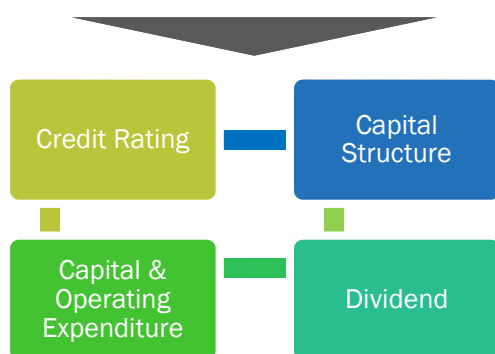 Credit Rating
Capital
Structure
Capital &
Operating
Expenditure
Dividend